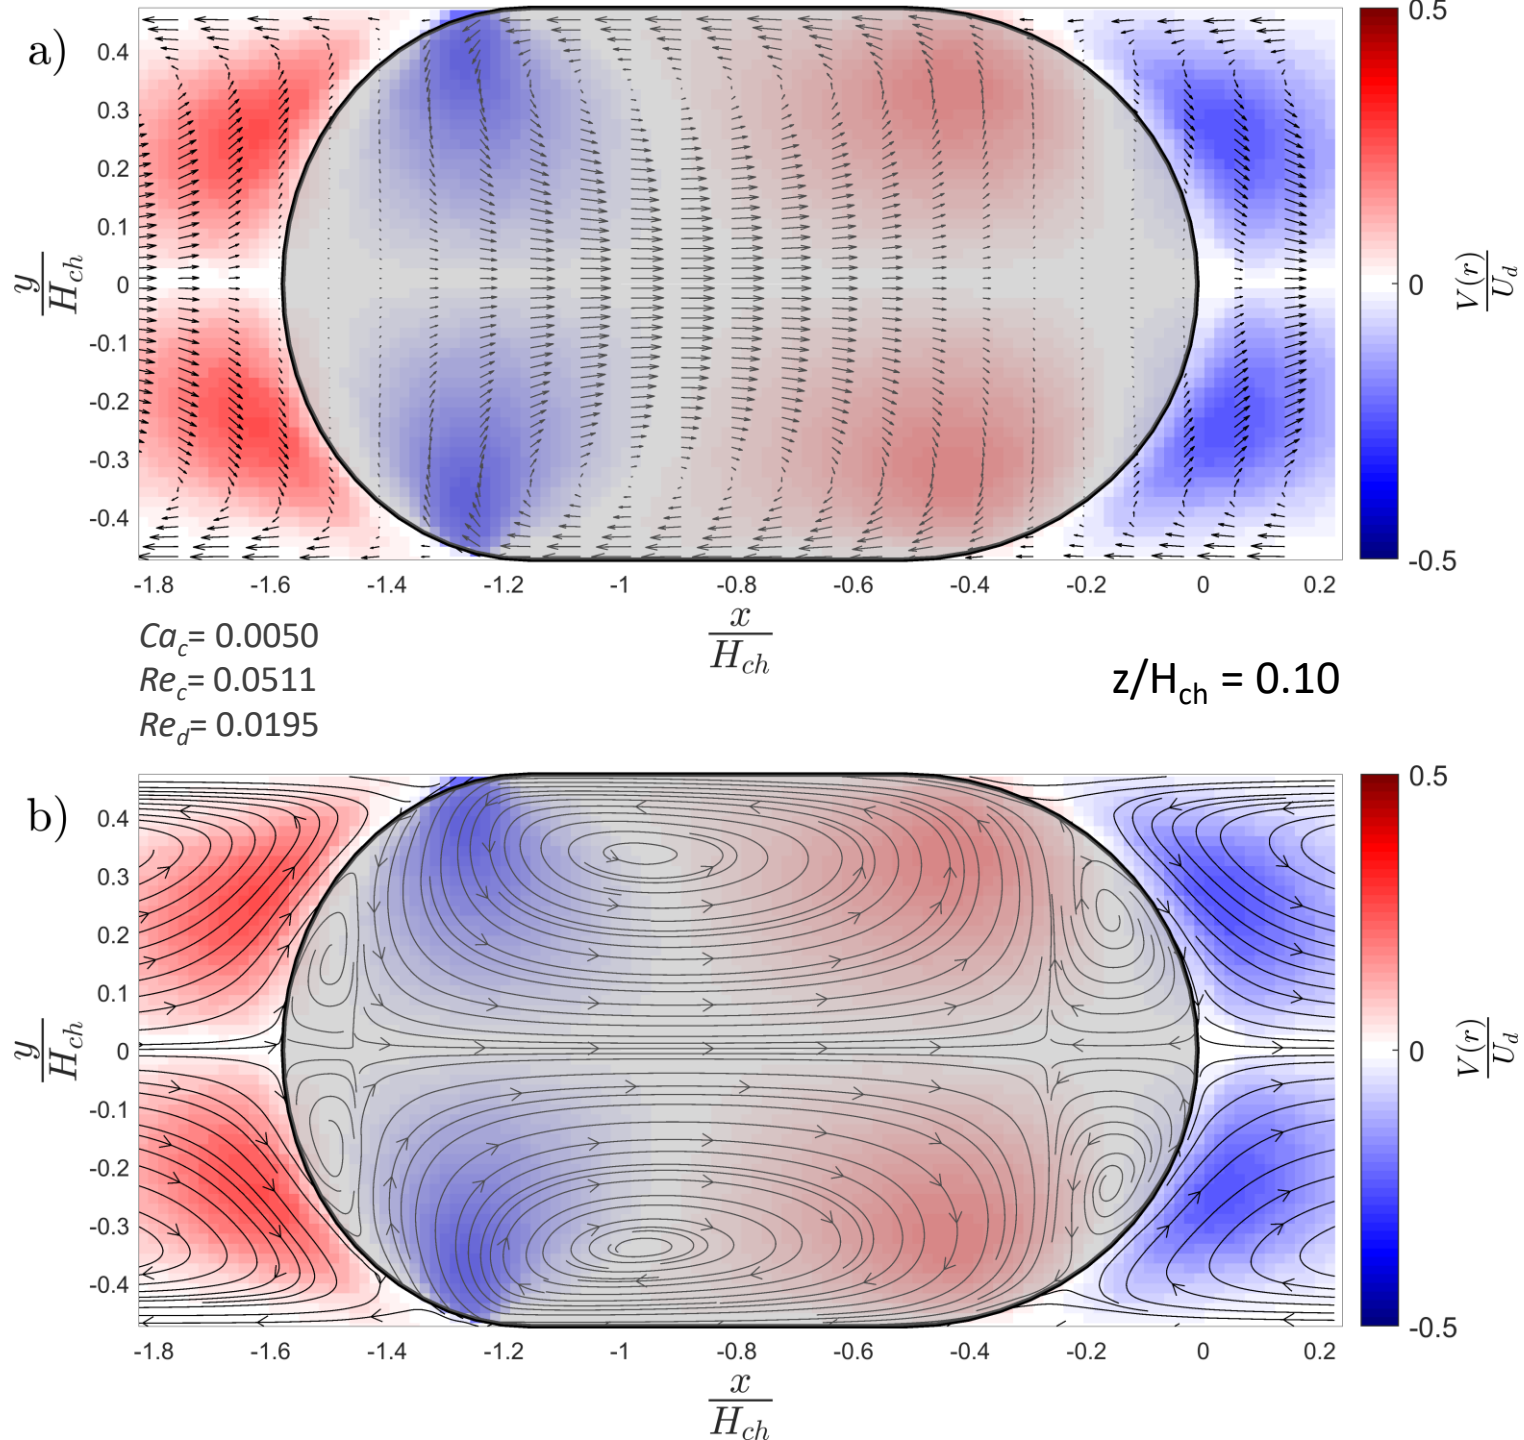 a)
0.4
0.3
0.2
0.1
0
-0.1
-0.2
-0.3
-0.4
y
H_ch
-1.8 -1.6 -1.4 -1.2 -1 -0.8 -0.6 -0.4 -0.2 0 0.2
x
H_ch
0.5
0
-0.5
V(r)
U_d
Ca_c= 0.0050
Re_c= 0.0511
Re_d= 0.0195
z/H_ch = 0.10
b)
0.4
0.3
0.2
0.1
0
-0.1
-0.2
-0.3
-0.4
y
H_ch
-1.8 -1.6 -1.4 -1.2 -1 -0.8 -0.6 -0.4 -0.2 0 0.2
x
H_ch
0.5
0
-0.5
V(r)
U_d